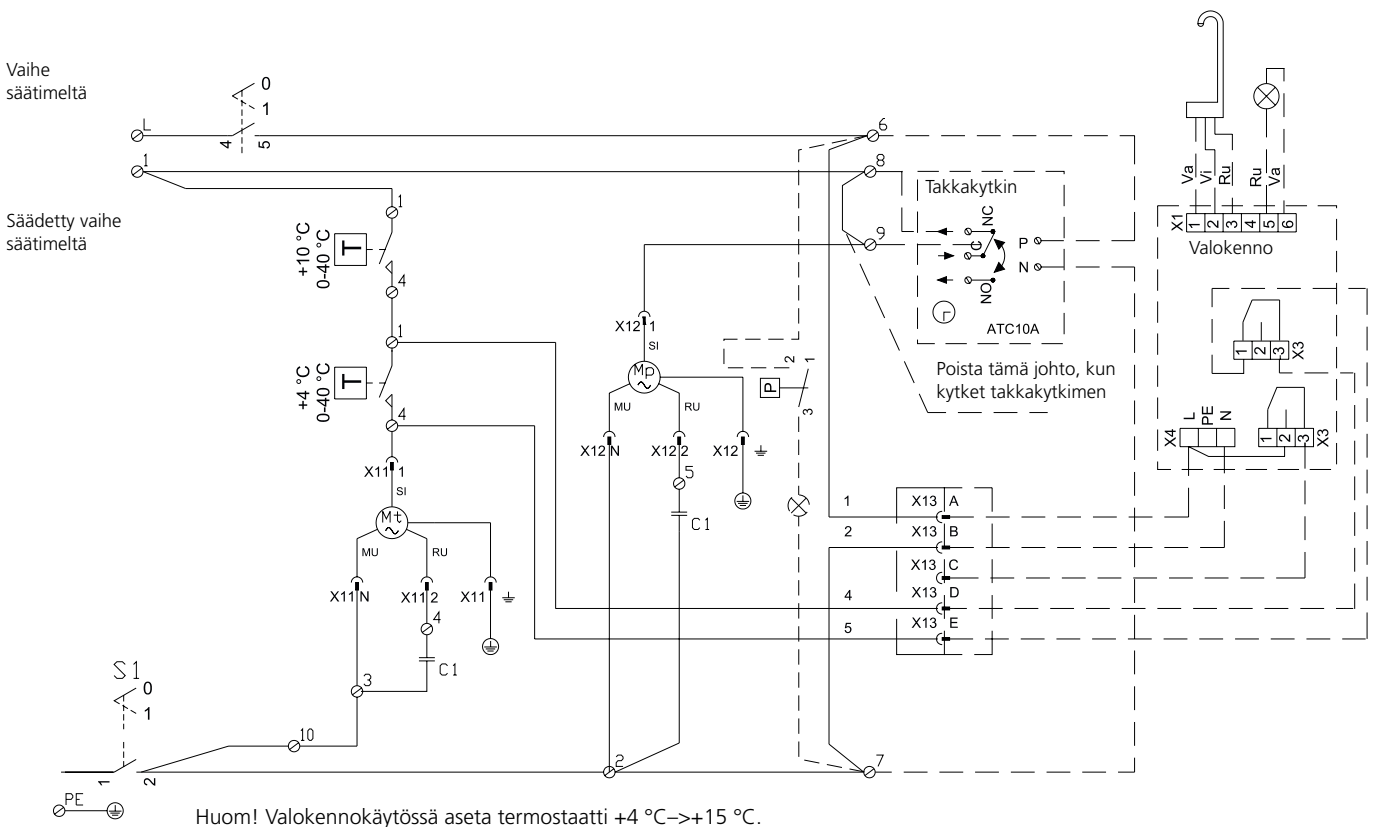 Vaihe
säätimeltä
0
1
L
4
5
6
1
8
Säädetty vaihe
säätimeltä
1
+10 °C
0-40 °C
T
4
9
Takkakytkin
NC
C
NO
P
N
ATC10A
Va
Vi
Ru
Ru
Va
X1
1 2 3 4 5 6
Valokenno
1
+4 °C
0-40 °C
T
4
X12 1
SI
Mp
~
MU
RU
X12 N
X12 2
X12
5
C1
2
1
P
3
Poista tämä johto, kun
kytket takkakytkimen
1 2 3
X3
L
PE
N
X4
1 2 3
X3
X11 1
SI
Mt
~
MU
RU
X11 N
X11 2
X11
4
C1
3
1
X13 A
2
X13 B
X13 C
4
X13 D
5
X13 E
S1
0
1
10
1
2
2
7
PE
Huom! Valokennokäytössä aseta termostaatti +4 °C–>+15 °C.